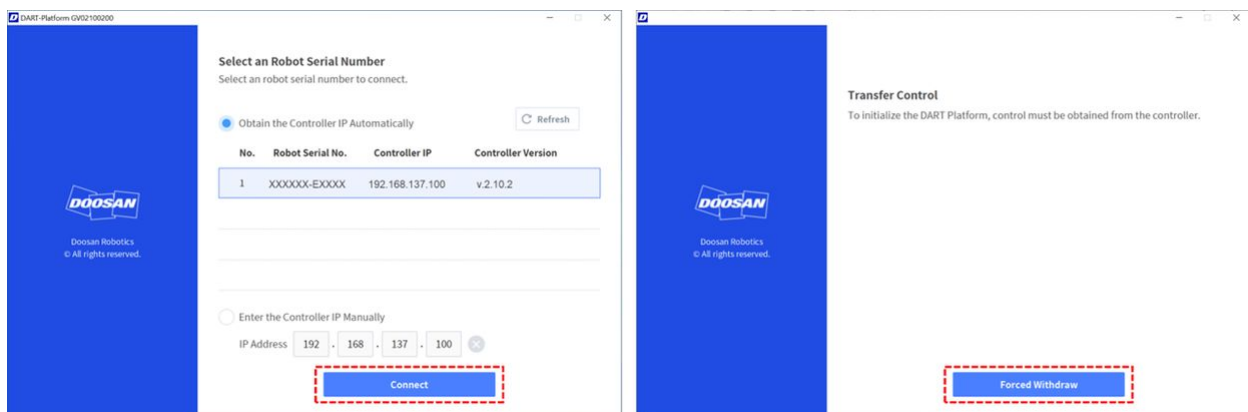 DART-Platform GV02100200
Select an Robot Serial Number
Select an robot serial number to connect.
Obtain the Controller IP Automatically
Refresh
No. Robot Serial No. Controller IP Controller Version
1 XXXXXX-EXXXX 192.168.137.100 v.2.10.2
DOOSAN
Doosan Robotics
© All rights reserved.
Enter the Controller IP Manually
IP Address 192 . 168 . 137 . 100
Connect
D
Transfer Control
To initialize the DART Platform, control must be obtained from the controller.
DOOSAN
Doosan Robotics
© All rights reserved.
Forced Withdraw